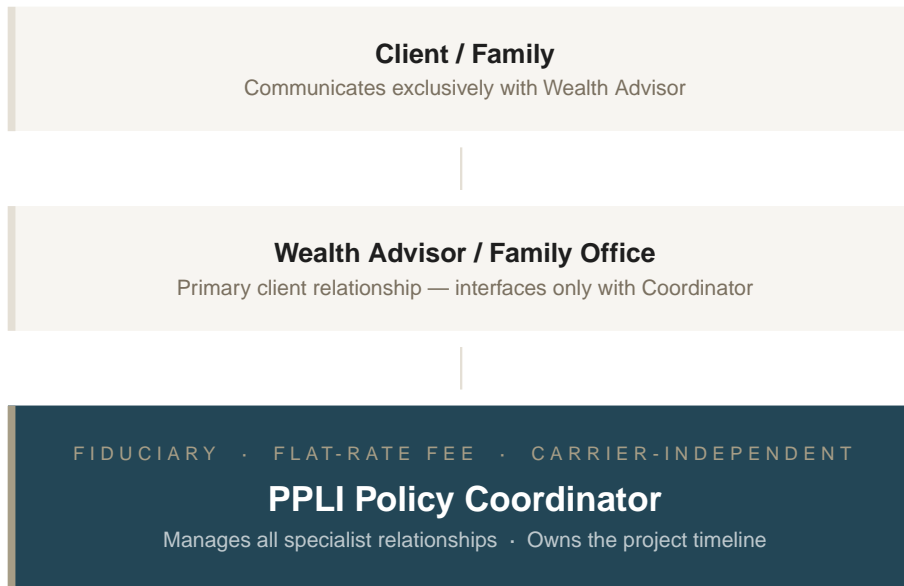 Client / Family
Communicates exclusively with Wealth Advisor
Wealth Advisor / Family Office
Primary client relationship — interfaces only with Coordinator
FIDUCIARY · FLAT-RATE FEE · CARRIER-INDEPENDENT
PPLI Policy Coordinator
Manages all specialist relationships · Owns the project timeline